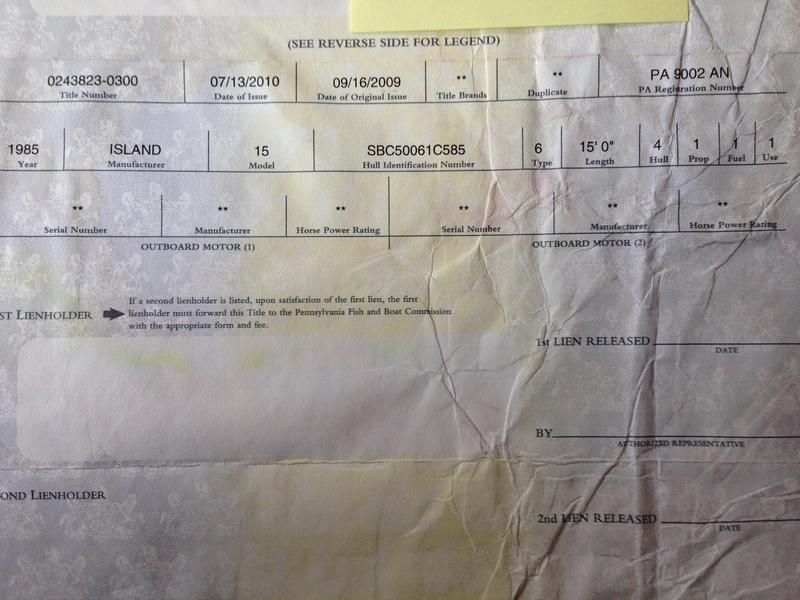 (SEE REVERSE SIDE FOR LEGEND)
0243823-0300 07/13/2010 09/16/2009 ** ** PA 9002 AN
Title Number Date of Issue Date of Original Issue Title Brands Duplicate PA Registration Number
1985 ISLAND 15 SBC50061C585 6 15' 0" 4 1 1 1
Year Manufacturer Model Hull Identification Number Type Length Hull Prop Fuel Use
** ** ** ** ** **
Serial Number Manufacturer Horse Power Rating Serial Number Manufacturer Horse Power Rating
OUTBOARD MOTOR (1) OUTBOARD MOTOR (2)
If a second lienholder is listed, upon satisfaction of the first lien, the first
ST LIENHOLDER lienholder must forward this Title to the Pennsylvania Fish and Boat Commission
with the appropriate form and fee.
1st LIEN RELEASED
DATE
BY
AUTHORIZED REPRESENTATIVE
OND LIENHOLDER
2nd LIEN RELEASED
DATE